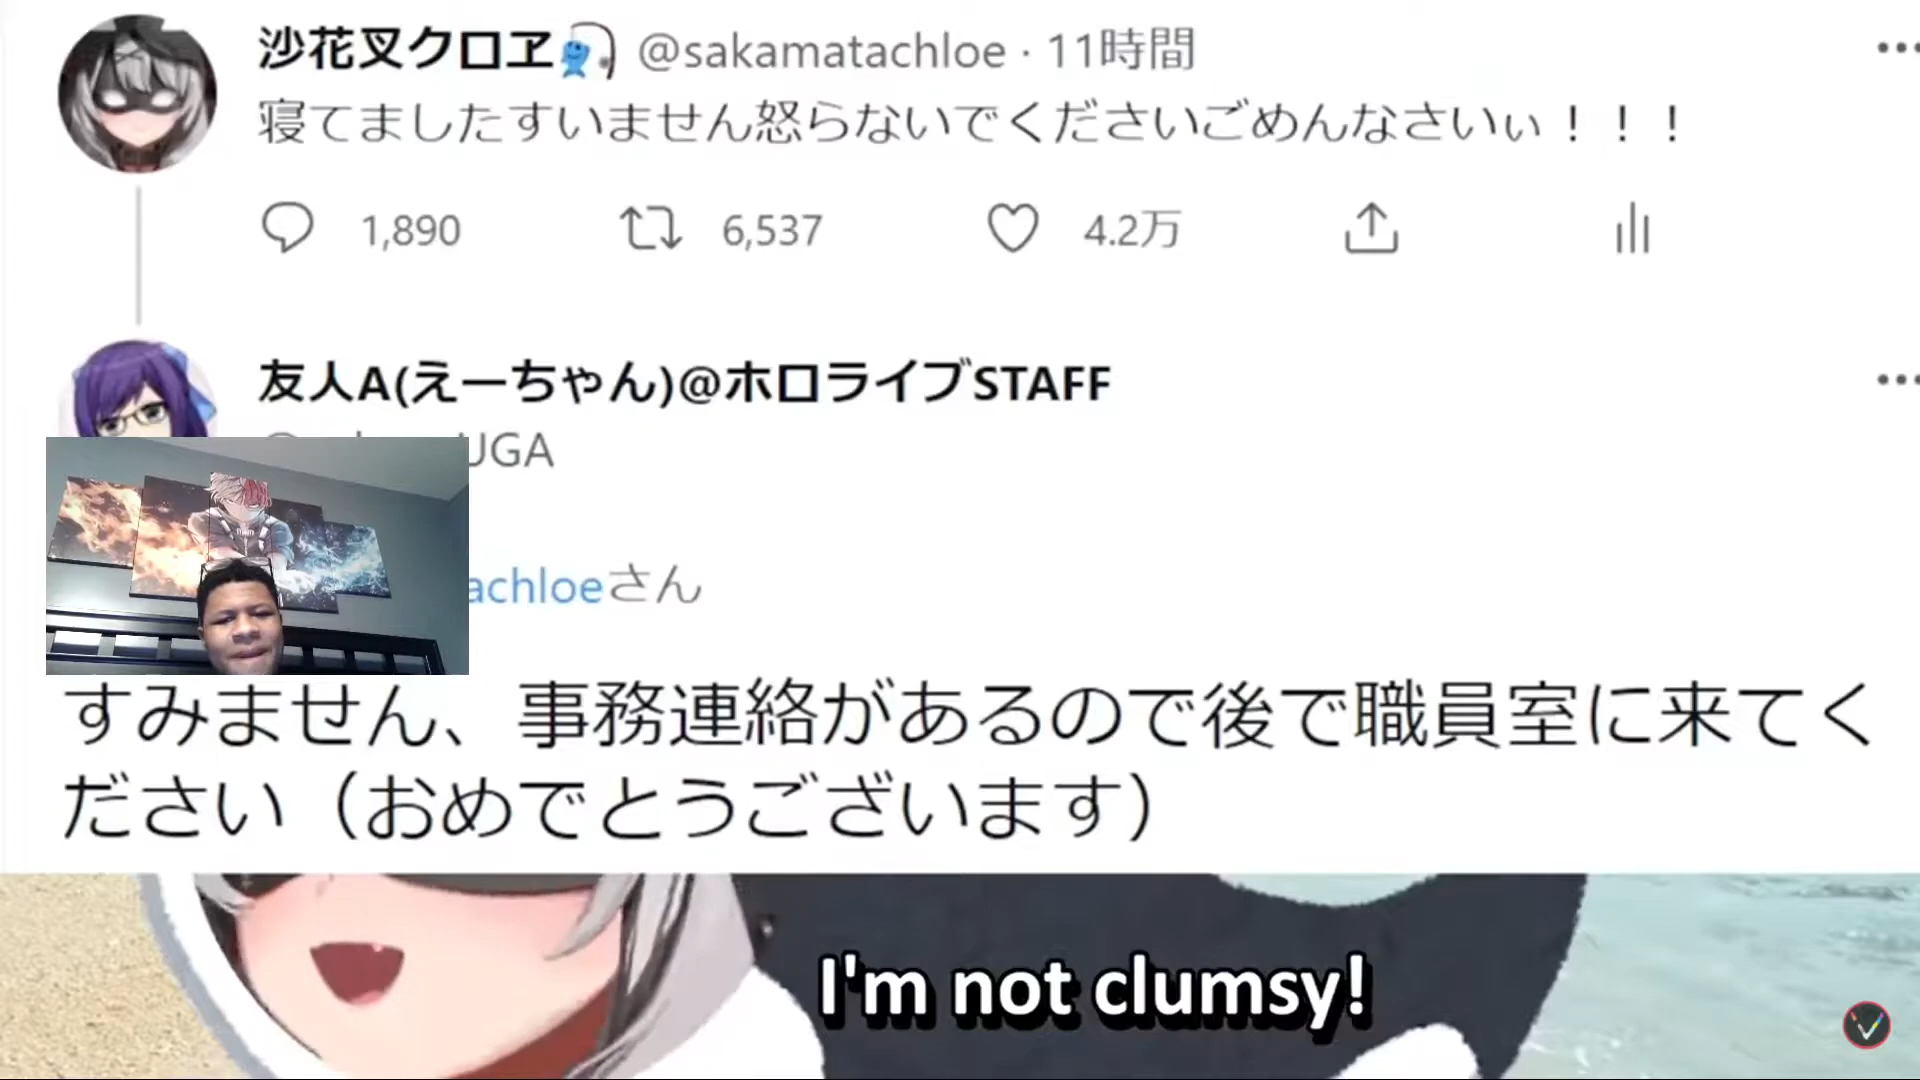 沙花叉クロヱ @sakamatachloe · 11時間
寝てましたすいません怒らないでくださいごめんなさいぃ！！！
1,890 6,537 4.2万
友人A(えーちゃん)@ホロライブSTAFF
UGA
achloeさん
すみません、事務連絡があるので後で職員室に来てく
ださい（おめでとうございます）
I'm not clumsy!